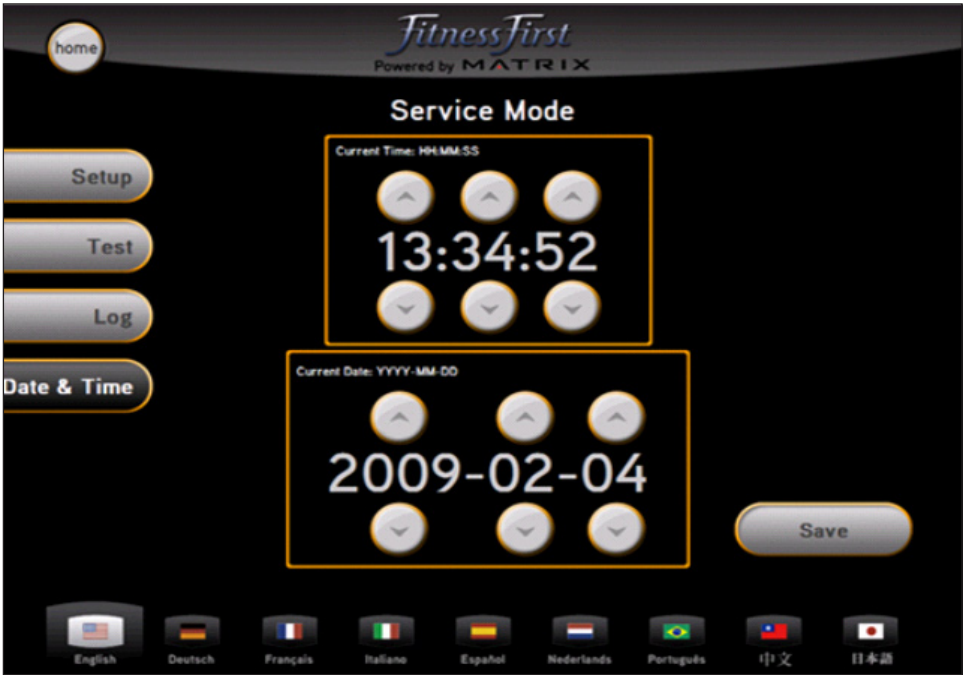 home
FitnessFirst
Powered by MATRIX
Service Mode
Setup
Test
Log
Date & Time
Current Time: HH:MM:SS
13:34:52
Current Date: YYYY-MM-DD
2009-02-04
Save
English
Deutsch
Français
Italiano
Español
Nederlands
Português
中文
日本語